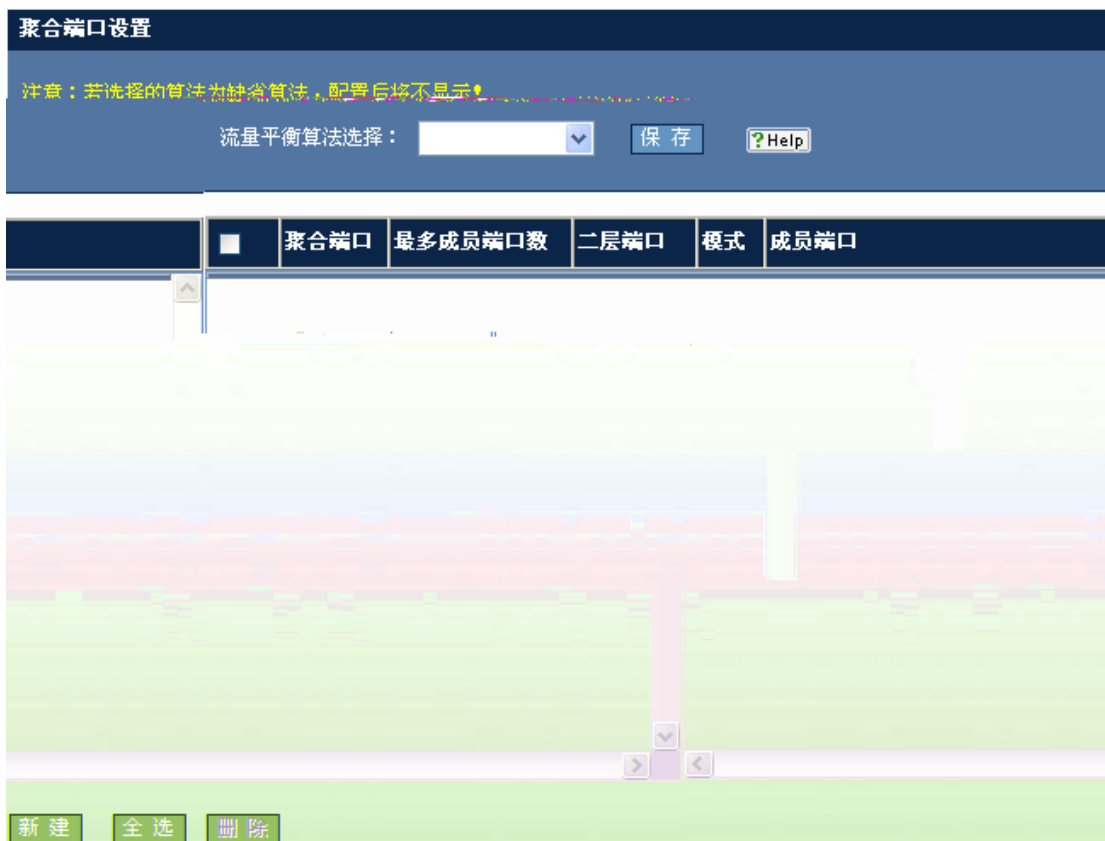 聚合端口设置
注意：若选择的算法为缺省算法，配置后将不显示！
流量平衡算法选择： 保 存 Help
聚合端口 最多成员端口数 二层端口 模式 成员端口
新 建 全 选 删 除